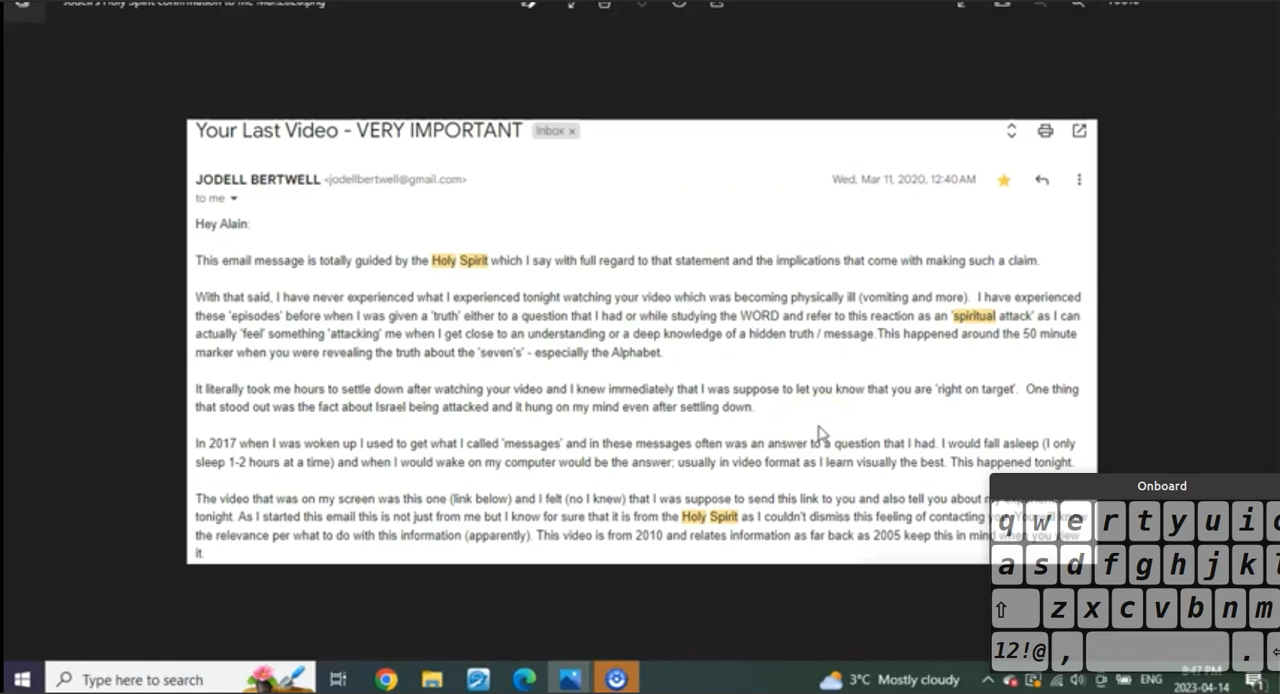 Jodell's Holy Spirit confirmation to me Mar.2020.png
Your Last Video - VERY IMPORTANT Inbox x
JODELL BERTWELL <jodellbertwell@gmail.com> Wed, Mar 11, 2020, 12:40 AM
to me
Hey Alain:
This email message is totally guided by the Holy Spirit which I say with full regard to that statement and the implications that come with making such a claim.
With that said, I have never experienced what I experienced tonight watching your video which was becoming physically ill (vomiting and more). I have experienced
these 'episodes' before when I was given a 'truth' either to a question that I had or while studying the WORD and refer to this reaction as an 'spiritual attack' as I can
actually 'feel' something 'attacking' me when I get close to an understanding or a deep knowledge of a hidden truth / message.This happened around the 50 minute
marker when you were revealing the truth about the 'seven's' - especially the Alphabet.
It literally took me hours to settle down after watching your video and I knew immediately that I was suppose to let you know that you are 'right on target'. One thing
that stood out was the fact about Israel being attacked and it hung on my mind even after settling down.
In 2017 when I was woken up I used to get what I called 'messages' and in these messages often was an answer to a question that I had. I would fall asleep (I only
sleep 1-2 hours at a time) and when I would wake on my computer would be the answer; usually in video format as I learn visually the best. This happened tonight.
The video that was on my screen was this one (link below) and I felt (no I knew) that I was suppose to send this link to you and also tell you about my
tonight. As I started this email this is not just from me but I know for sure that it is from the Holy Spirit as I couldn't dismiss this feeling of contacting
the relevance per what to do with this information (apparently). This video is from 2010 and relates information as far back as 2005 keep this in mind when you view
it.
Onboard
q w e r t y u i
a s d f g h j k
z x c v b n m
12!@ , .
Type here to search
3°C Mostly cloudy
ENG
8:47 PM
2023-04-14